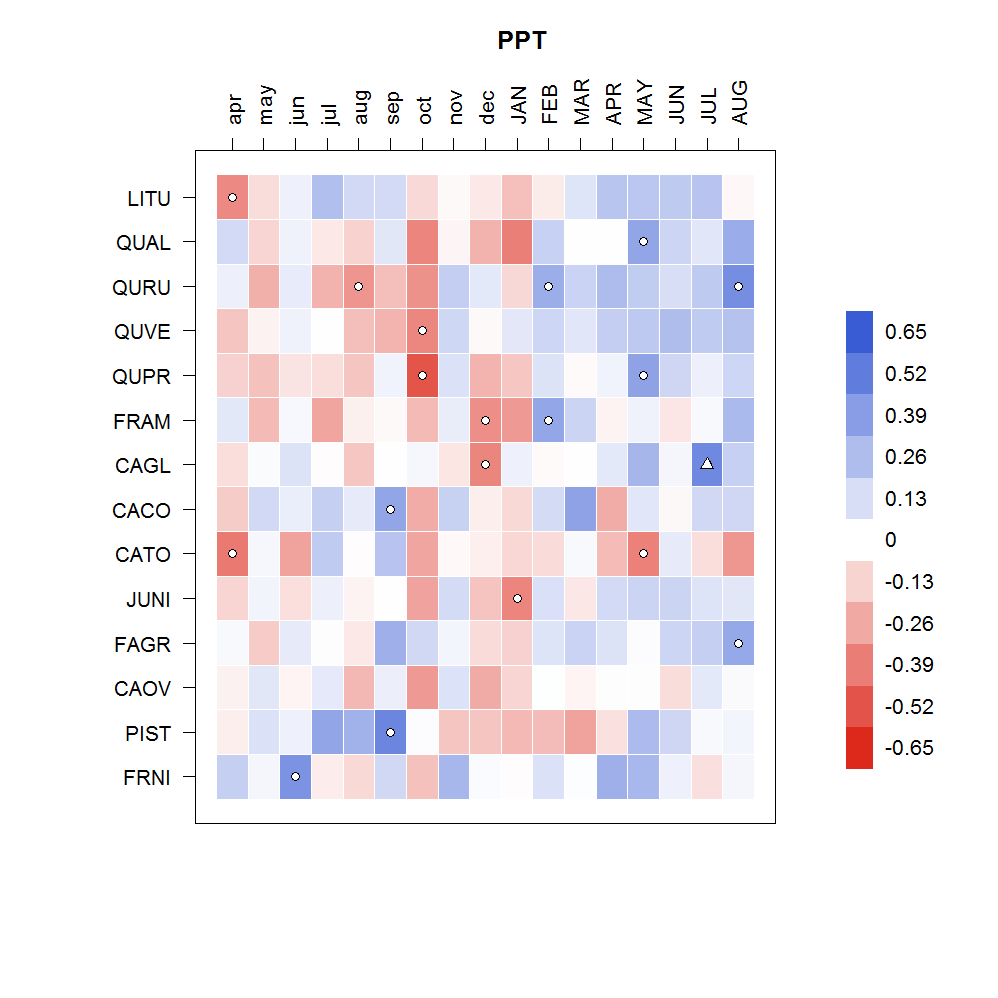 PPT
apr may jun jul aug sep oct nov dec JAN FEB MAR APR MAY JUN JUL AUG
LITU
QUAL
QURU
QUVE
QUPR
FRAM
CAGL
CACO
CATO
JUNI
FAGR
CAOV
PIST
FRNI
0.65
0.52
0.39
0.26
0.13
0
-0.13
-0.26
-0.39
-0.52
-0.65